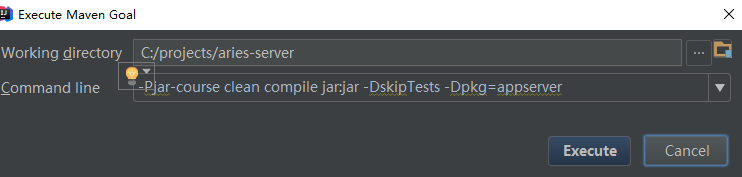 Execute Maven Goal
Working directory C:/projects/aries-server ...
Command line -Pjar-course clean compile jar:jar -DskipTests -Dpkg=appserver
Execute Cancel